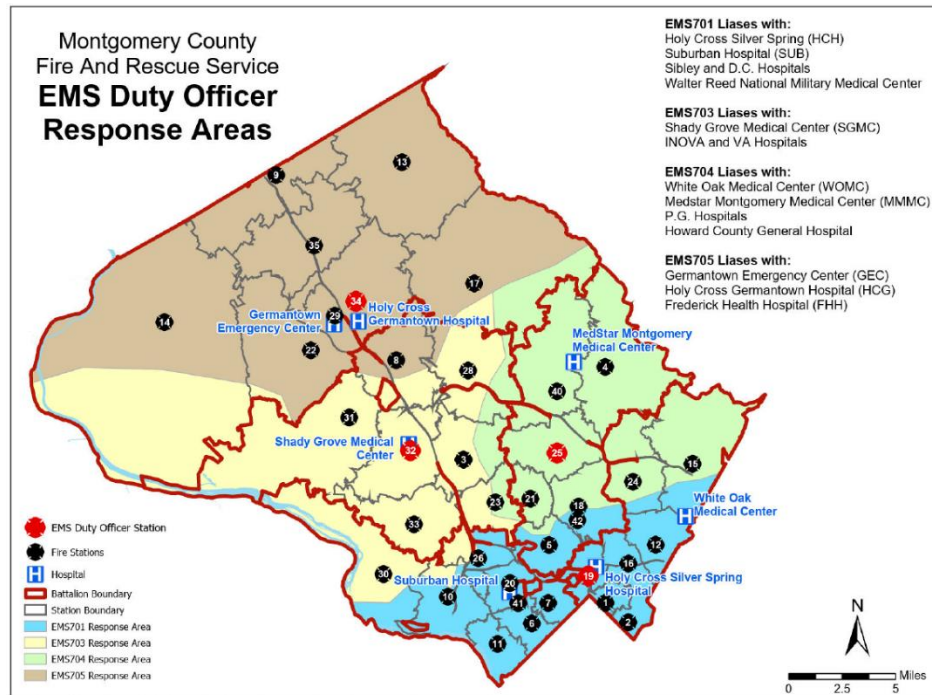 Montgomery County
Fire And Rescue Service
EMS Duty Officer
Response Areas
EMS701 Liases with:
Holy Cross Silver Spring (HCH)
Suburban Hospital (SUB)
Sibley and D.C. Hospitals
Walter Reed National Military Medical Center
EMS703 Liases with:
Shady Grove Medical Center (SGMC)
INOVA and VA Hospitals
EMS704 Liases with:
White Oak Medical Center (WOMC)
Medstar Montgomery Medical Center (MMMC)
P.G. Hospitals
Howard County General Hospital
EMS705 Liases with:
Germantown Emergency Center (GEC)
Holy Cross Germantown Hospital (HCG)
Frederick Health Hospital (FHH)
13
9
35
17
34
29
Germantown
Emergency Center
H
H
Holy Cross
Germantown Hospital
14
22
8
28
MedStar Montgomery
Medical Center
H
4
40
31
Shady Grove Medical
Center
H
32
3
25
15
24
23
21
18
42
White Oak
Medical Center
H
33
5
12
26
16
30
Suburban Hospital
20
H
19
H
Holy Cross Silver Spring
Hospital
10
41
7
1
6
2
11
EMS Duty Officer Station
Fire Stations
H
Hospital
Battalion Boundary
Station Boundary
EMS701 Response Area
EMS703 Response Area
EMS704 Response Area
EMS705 Response Area
N
Miles
0 2.5 5